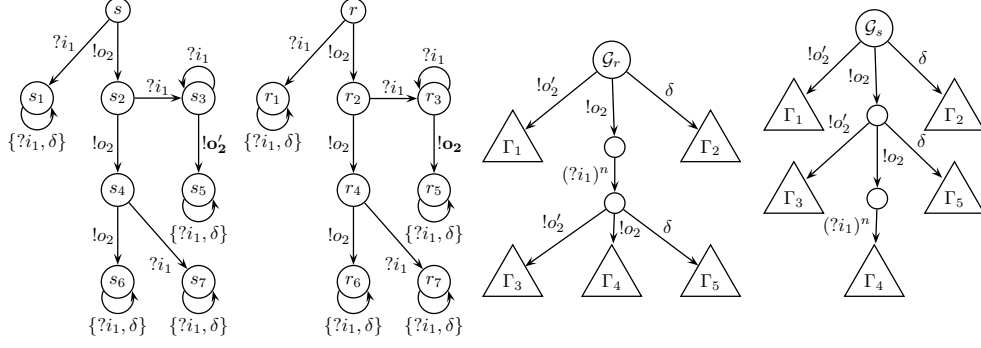 s r
?i₁ !o₂ ?i₁ !o₂ ?i₁ ?i₁ 𝒢ᵣ 𝒢ₛ
!o₂′ !o₂ δ !o₂′ !o₂ δ
s₁ s₂ ?i₁ s₃ r₁ r₂ ?i₁ r₃ Γ₁ Γ₂ Γ₁ Γ₂
{?i₁, δ} !o₂ !𝐨₂′ {?i₁, δ} !o₂ !𝐨₂ (?i₁)ⁿ !o₂′ !o₂ δ
s₄ s₅ r₄ r₅ Γ₃ Γ₅
!o₂ ?i₁ {?i₁, δ} !o₂ ?i₁ {?i₁, δ} !o₂′ !o₂ δ (?i₁)ⁿ
s₆ s₇ r₆ r₇ Γ₃ Γ₄ Γ₅ Γ₄
{?i₁, δ} {?i₁, δ} {?i₁, δ} {?i₁, δ}